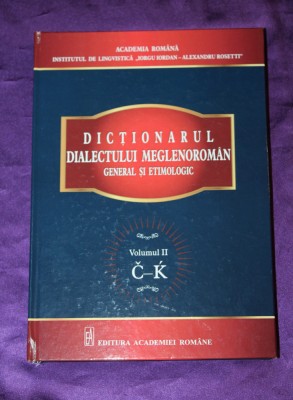 ACADEMIA ROMÂNĂ
INSTITUTUL DE LINGVISTICĂ „IORGU IORDAN – ALEXANDRU ROSETTI”
DICȚIONARUL
DIALECTULUI MEGLENOROMÂN
GENERAL ȘI ETIMOLOGIC
Volumul II
Č–Ḱ
EDITURA ACADEMIEI ROMÂNE